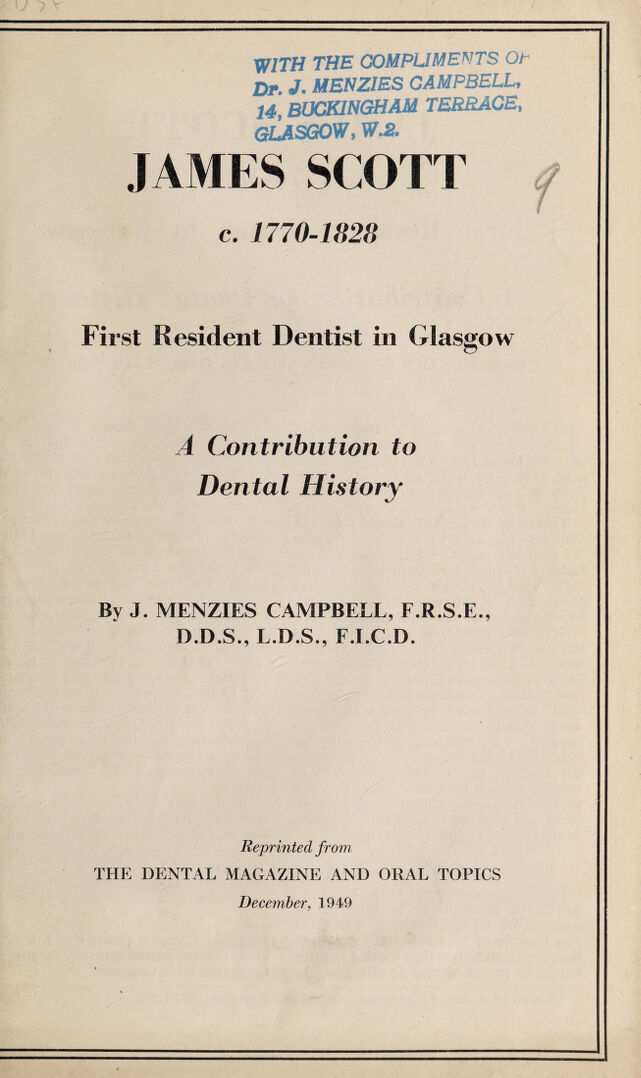 WITH THE COMPLIMENTS OF
Dr. J. MENZIES CAMPBELL,
14, BUCKINGHAM TERRACE,
GLASGOW, W.2.
JAMES SCOTT
9
c. 1770-1828
First Resident Dentist in Glasgow
A Contribution to
Dental History
By J. MENZIES CAMPBELL, F.R.S.E.,
D.D.S., L.D.S., F.I.C.D.
Reprinted from
THE DENTAL MAGAZINE AND ORAL TOPICS
December, 1949